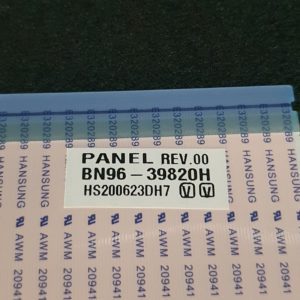 PANEL REV.00
BN96-39820H
HS200623DH7 Ⓥ Ⓥ
E320289 HANSUNG AWM 20941